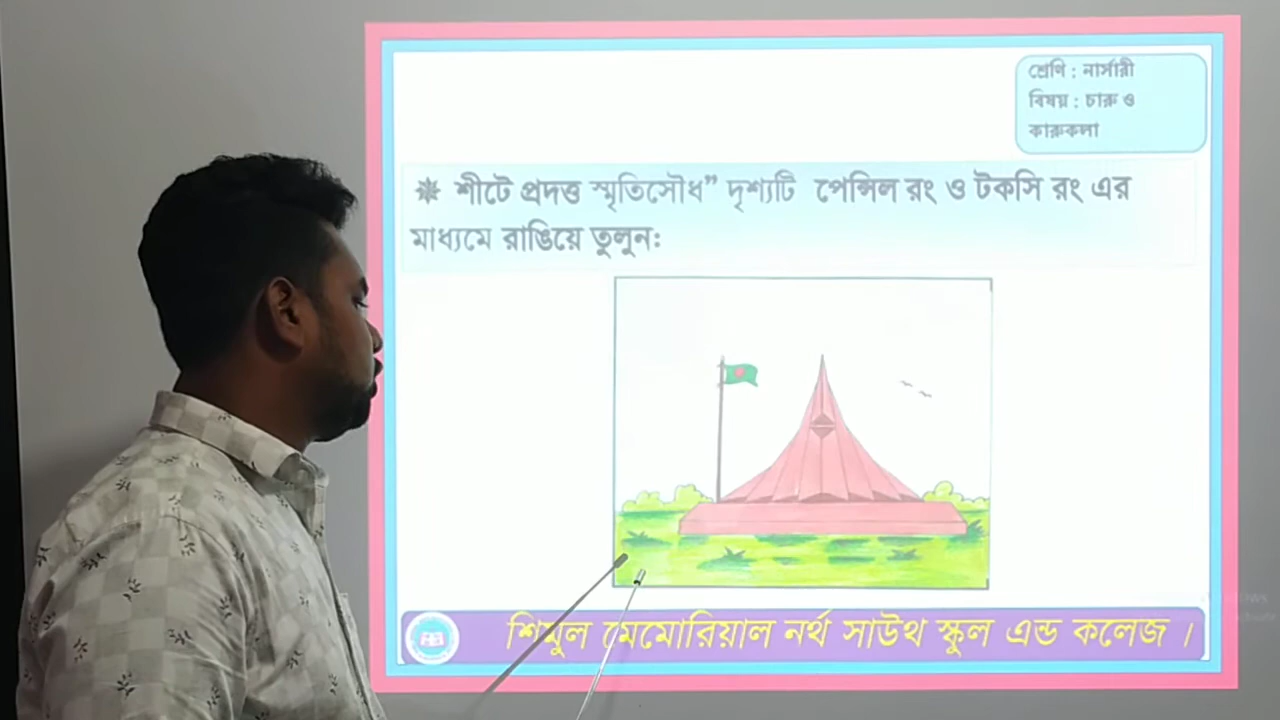 শ্রেণি : নার্সারী
বিষয় : চারু ও
কারুকলা
⁕ শীটে প্রদত্ত স্মৃতিসৌধ” দৃশ্যটি পেন্সিল রং ও টকসি রং এর
মাধ্যমে রাঙিয়ে তুলুন:
শিমুল মেমোরিয়াল নর্থ সাউথ স্কুল এন্ড কলেজ ।